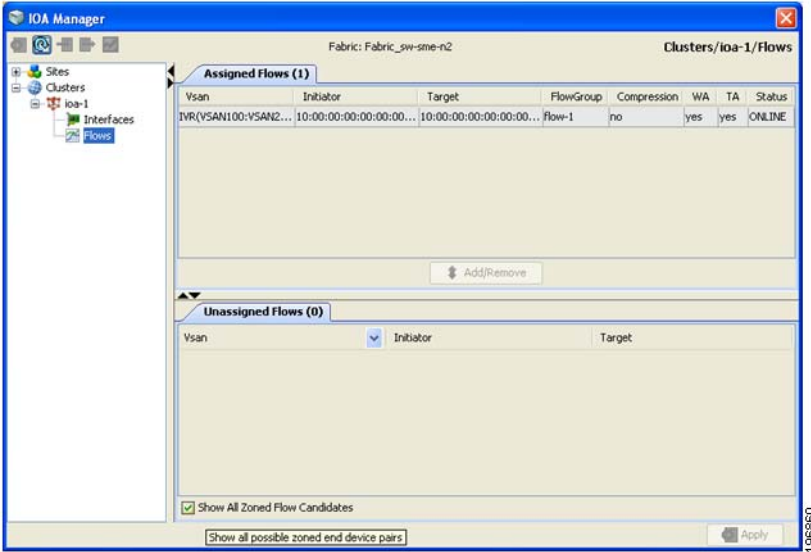 IOA Manager
Fabric: Fabric_sw-sme-n2
Clusters/ioa-1/Flows
Sites
Clusters
ioa-1
Interfaces
Flows
Assigned Flows (1)
Vsan Initiator Target FlowGroup Compression WA TA Status
IVR(VSAN100:VSAN2... 10:00:00:00:00:00:00... 10:00:00:00:00:00:00... flow-1 no yes yes ONLINE
Add/Remove
Unassigned Flows (0)
Vsan Initiator Target
Show All Zoned Flow Candidates
Show all possible zoned end device pairs
Apply